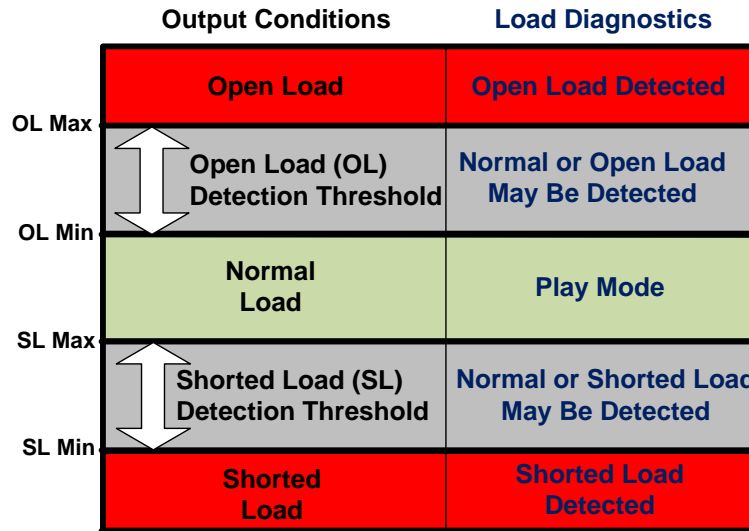 Output Conditions
Load Diagnostics
Open Load
Open Load Detected
OL Max
Open Load (OL)
Detection Threshold
Normal or Open Load
May Be Detected
OL Min
Normal
Load
Play Mode
SL Max
Shorted Load (SL)
Detection Threshold
Normal or Shorted Load
May Be Detected
SL Min
Shorted
Load
Shorted Load
Detected